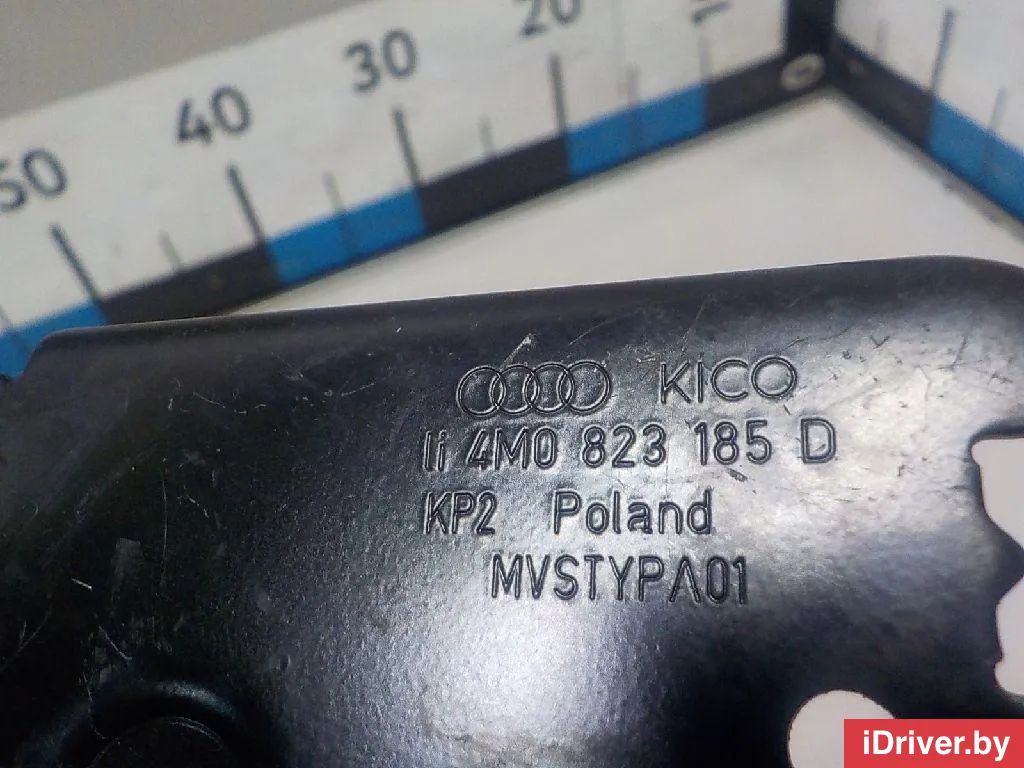 50 40 30 20
KICO
li 4M0 823 185 D
KP2 Poland
MVSTYPA01
iDriver.by